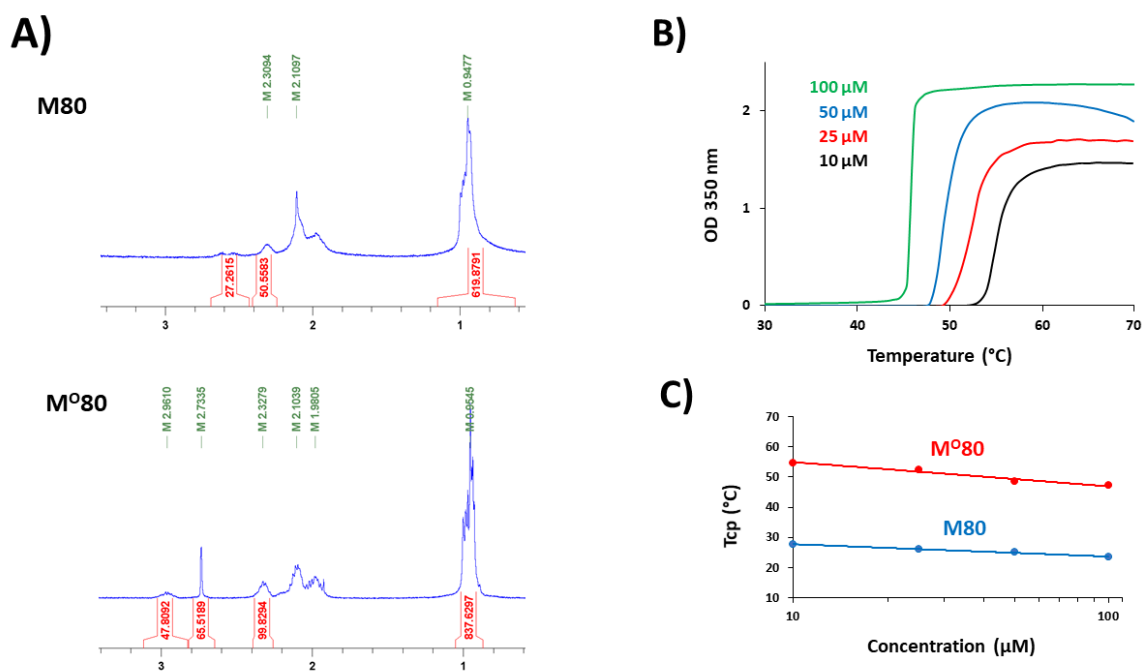 A)
M80
M 2.3094
M 2.1097
M 0.9477
27.2615
50.5583
619.8791
3 2 1
MO80
M 2.9610
M 2.7335
M 2.3279
M 2.1039
M 1.9805
M 0.9545
47.8092
65.5189
99.8294
837.6297
3 2 1
B)
100 µM
50 µM
25 µM
10 µM
OD 350 nm
2
1
0
30 40 50 60 70
Temperature (°C)
C)
Tcp (°C)
70
60
50
40
30
20
10
MO80
M80
10 100
Concentration (µM)